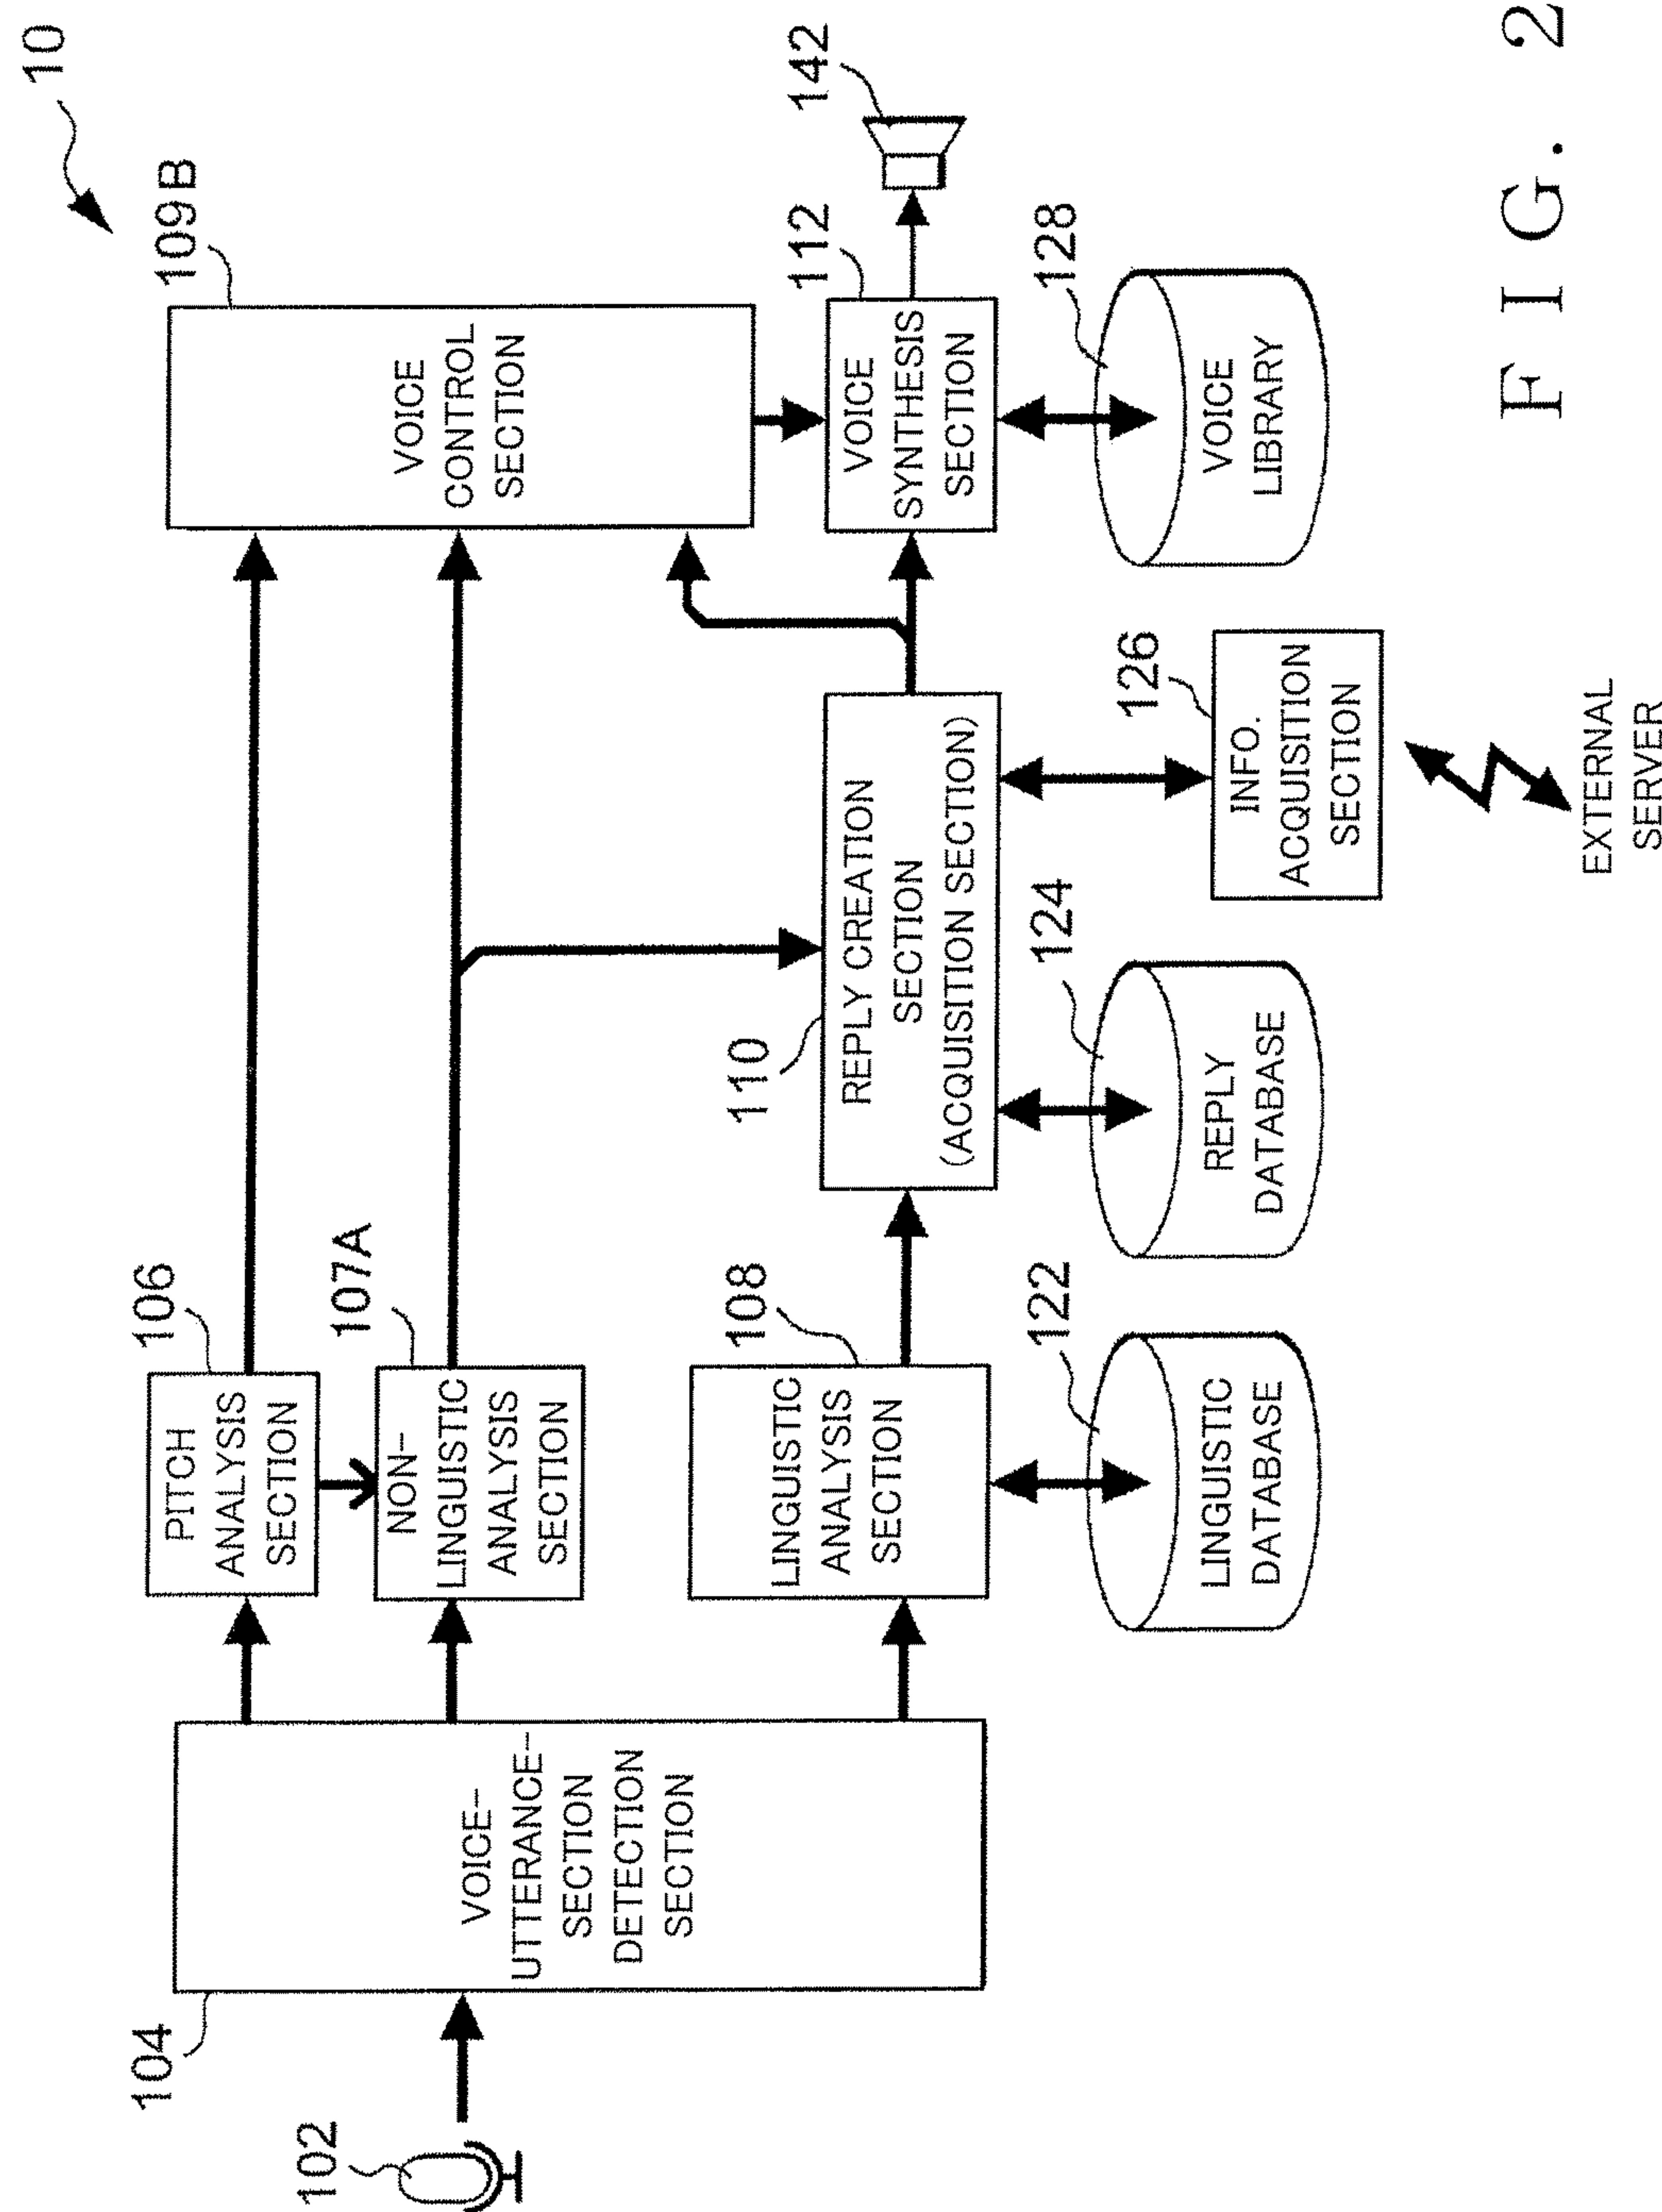 10
109B
VOICE
CONTROL
SECTION
106
PITCH
ANALYSIS
SECTION
107A
NON-
LINGUISTIC
ANALYSIS
SECTION
104
VOICE-
UTTERANCE-
SECTION
DETECTION
SECTION
102
108
LINGUISTIC
ANALYSIS
SECTION
110
REPLY CREATION
SECTION
(ACQUISITION SECTION)
112
VOICE
SYNTHESIS
SECTION
142
122
LINGUISTIC
DATABASE
124
REPLY
DATABASE
126
INFO.
ACQUISITION
SECTION
128
VOICE
LIBRARY
EXTERNAL
SERVER
FIG. 2